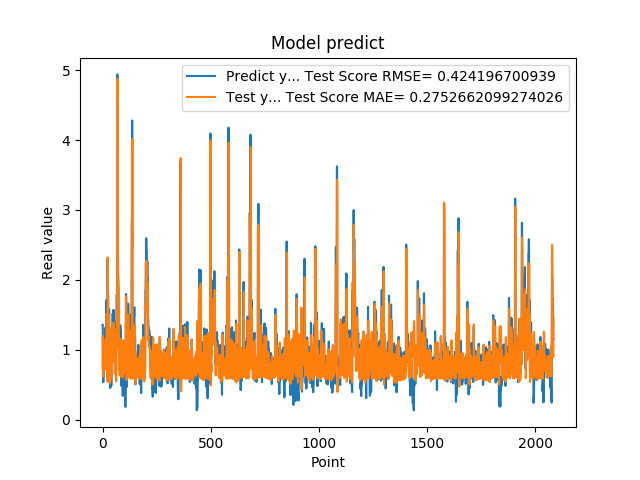 Model predict
Predict y... Test Score RMSE= 0.424196700939
Test y... Test Score MAE= 0.2752662099274026
Real value
5
4
3
2
1
0
0 500 1000 1500 2000
Point